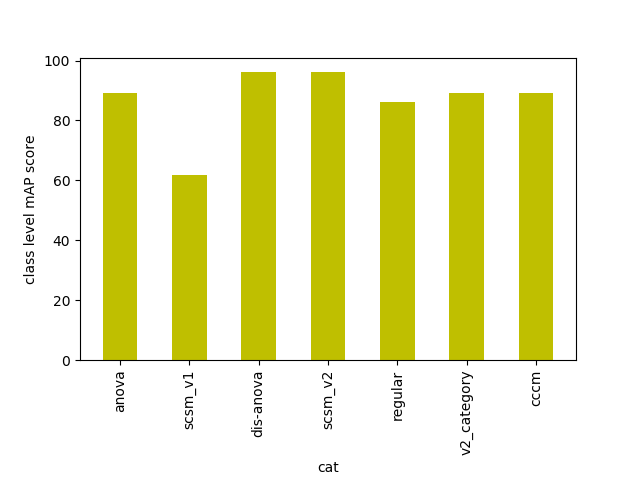 class level mAP score
100
80
60
40
20
0
anova
scsm_v1
dis-anova
scsm_v2
regular
v2_category
cccm
cat